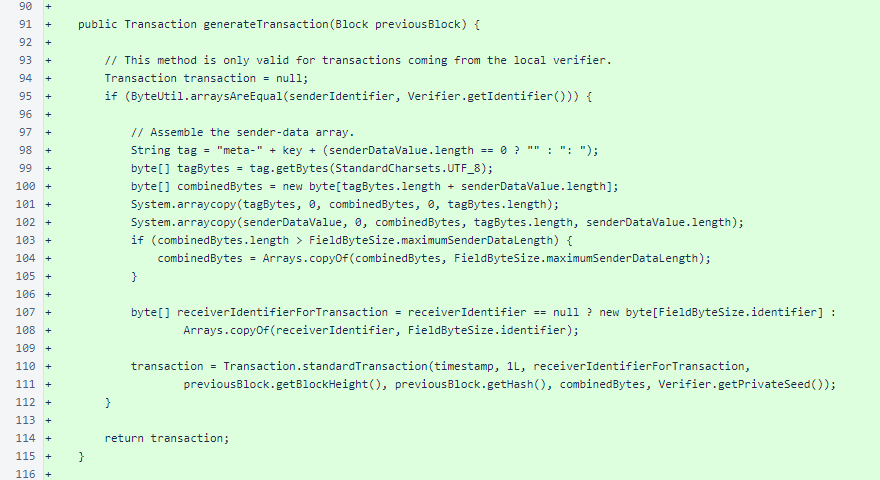 90 +
91 +     public Transaction generateTransaction(Block previousBlock) {
92 +
93 +         // This method is only valid for transactions coming from the local verifier.
94 +         Transaction transaction = null;
95 +         if (ByteUtil.arraysAreEqual(senderIdentifier, Verifier.getIdentifier())) {
96 +
97 +             // Assemble the sender-data array.
98 +             String tag = "meta-" + key + (senderDataValue.length == 0 ? "" : ": ");
99 +             byte[] tagBytes = tag.getBytes(StandardCharsets.UTF_8);
100 +             byte[] combinedBytes = new byte[tagBytes.length + senderDataValue.length];
101 +             System.arraycopy(tagBytes, 0, combinedBytes, 0, tagBytes.length);
102 +             System.arraycopy(senderDataValue, 0, combinedBytes, tagBytes.length, senderDataValue.length);
103 +             if (combinedBytes.length > FieldByteSize.maximumSenderDataLength) {
104 +                 combinedBytes = Arrays.copyOf(combinedBytes, FieldByteSize.maximumSenderDataLength);
105 +             }
106 +
107 +             byte[] receiverIdentifierForTransaction = receiverIdentifier == null ? new byte[FieldByteSize.identifier] :
108 +                     Arrays.copyOf(receiverIdentifier, FieldByteSize.identifier);
109 +
110 +             transaction = Transaction.standardTransaction(timestamp, 1L, receiverIdentifierForTransaction,
111 +                     previousBlock.getBlockHeight(), previousBlock.getHash(), combinedBytes, Verifier.getPrivateSeed());
112 +         }
113 +
114 +         return transaction;
115 +     }
116 +